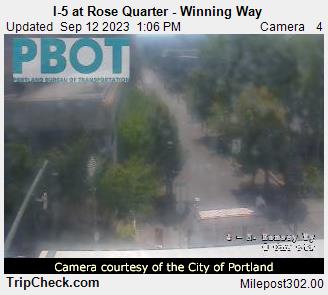 I-5 at Rose Quarter - Winning Way
Updated Sep 12 2023 1:06 PM Camera 4
PBOT
PORTLAND BUREAU OF TRANSPORTATION
Camera courtesy of the City of Portland
TripCheck.com Milepost302.00